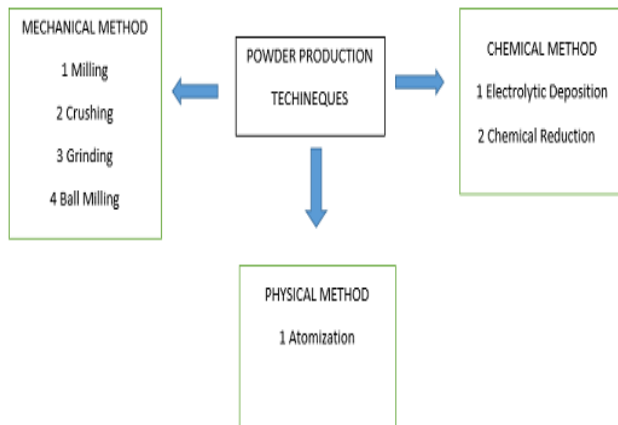 MECHANICAL METHOD
1 Milling
2 Crushing
3 Grinding
4 Ball Milling
POWDER PRODUCTION
TECHINEQUES
CHEMICAL METHOD
1 Electrolytic Deposition
2 Chemical Reduction
PHYSICAL METHOD
1 Atomization